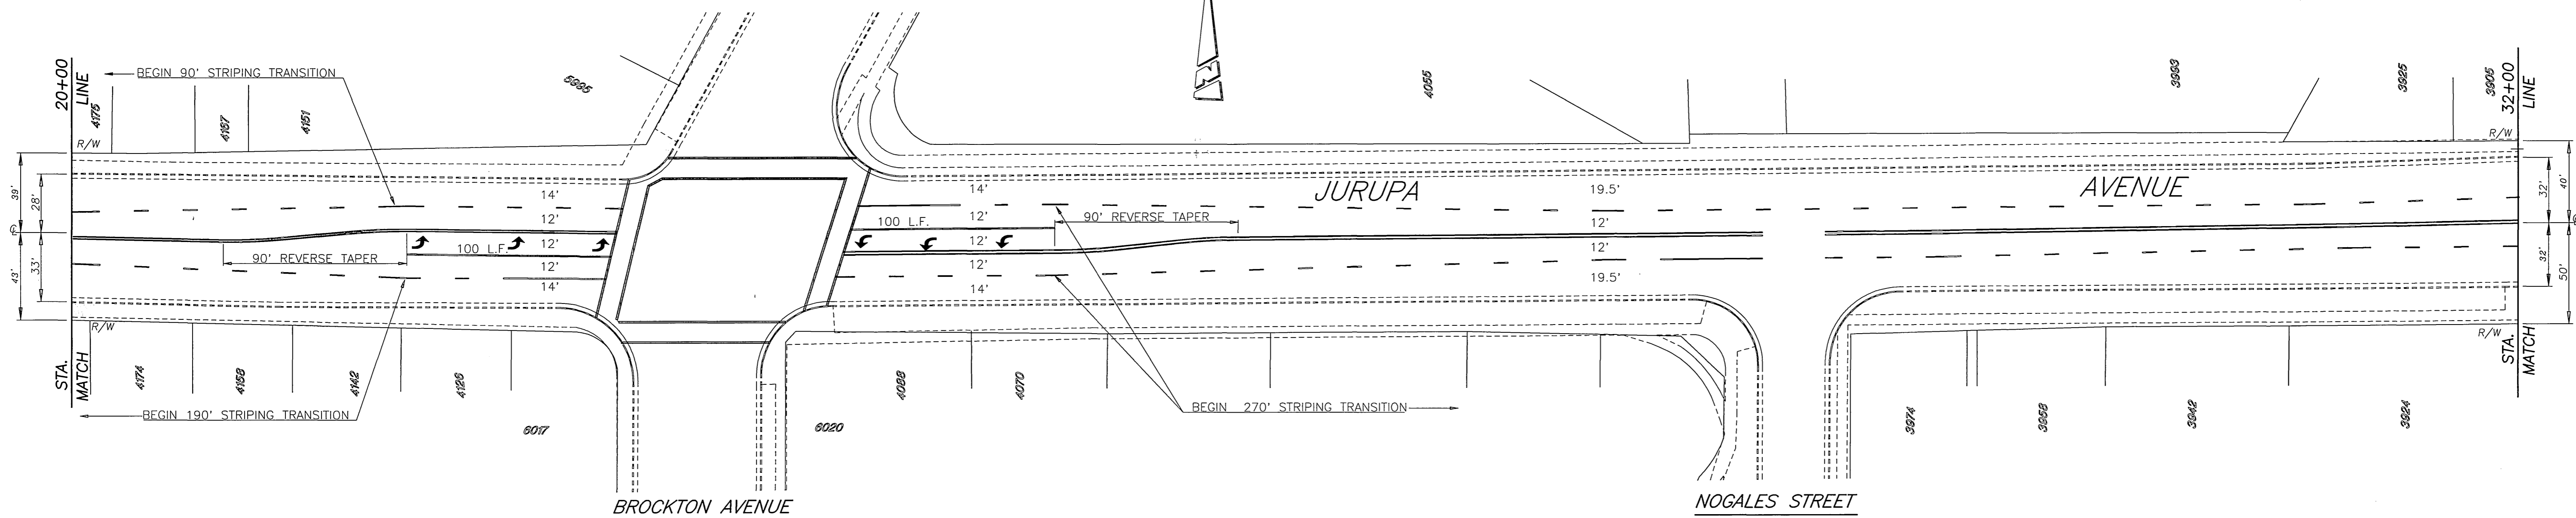 20+00
LINE
BEGIN 90' STRIPING TRANSITION
4175
4167
4151
5995
4055
3993
3925
3905
32+00
LINE
R/W
R/W
39'
28'
14'
14'
JURUPA
19.5'
AVENUE
32'
40'
12'
100 L.F.
12'
90' REVERSE TAPER
12'
100 L.F.
12'
12'
12'
90' REVERSE TAPER
12'
12'
43'
33'
14'
14'
19.5'
32'
50'
R/W
R/W
STA.
MATCH
4174
4158
4142
4126
4088
4070
3974
3958
3942
3924
STA.
MATCH
BEGIN 190' STRIPING TRANSITION
BEGIN 270' STRIPING TRANSITION
6017
6020
BROCKTON AVENUE
NOGALES STREET